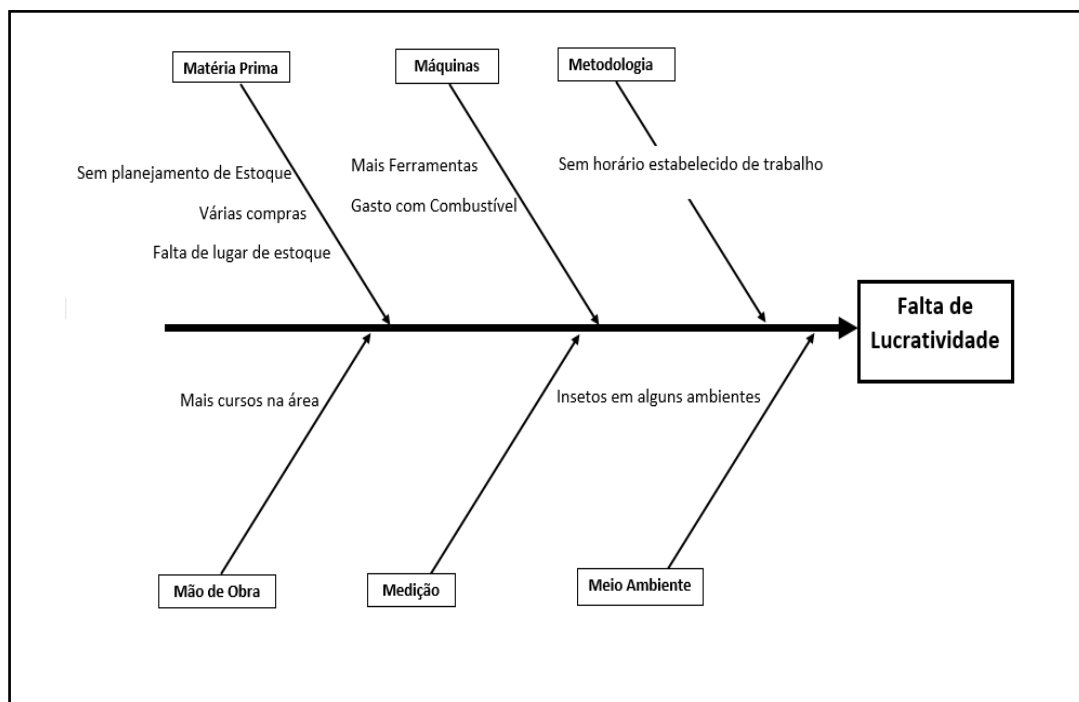 Matéria Prima
Máquinas
Metodologia
Sem planejamento de Estoque
Várias compras
Falta de lugar de estoque
Mais Ferramentas
Gasto com Combustível
Sem horário estabelecido de trabalho
Falta de
Lucratividade
Mais cursos na área
Insetos em alguns ambientes
Mão de Obra
Medição
Meio Ambiente